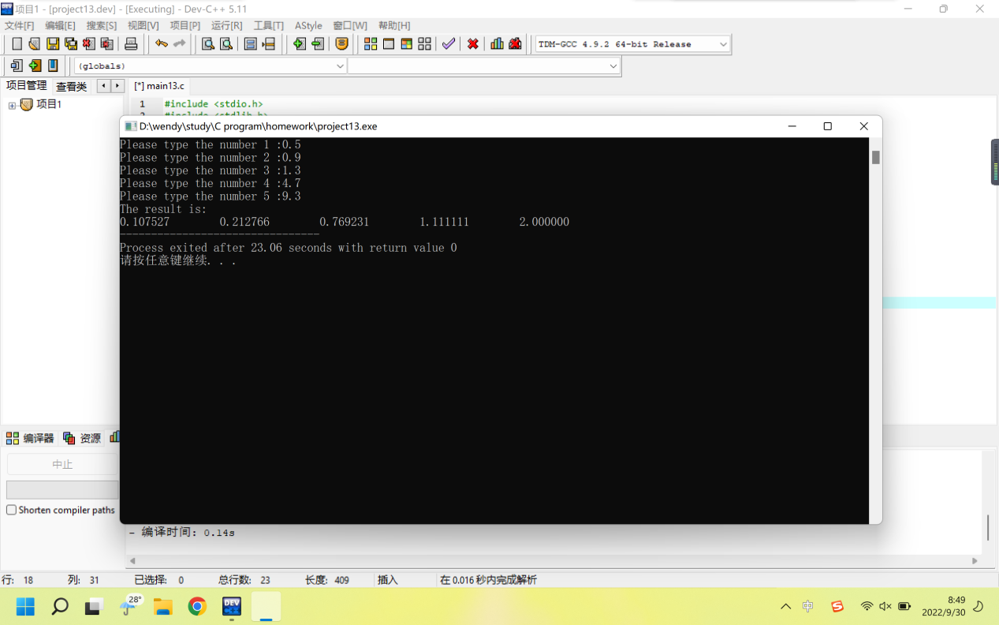 项目1 - [project13.dev] - [Executing] - Dev-C++ 5.11
文件[F] 编辑[E] 搜索[S] 视图[V] 项目[P] 运行[R] 工具[T] AStyle 窗口[W] 帮助[H]
TDM-GCC 4.9.2 64-bit Release
(globals)
项目管理 查看类 [*] main13.c
项目1
1 #include <stdio.h>
#include <stdlib.h>
D:\wendy\study\C program\homework\project13.exe
Please type the number 1 :0.5
Please type the number 2 :0.9
Please type the number 3 :1.3
Please type the number 4 :4.7
Please type the number 5 :9.3
The result is:
0.107527 0.212766 0.769231 1.111111 2.000000
--------------------------------
Process exited after 23.06 seconds with return value 0
请按任意键继续. . .
编译器 资源
中止
Shorten compiler paths
- 编译时间: 0.14s
行: 18 列: 31 已选择: 0 总行数: 23 长度: 409 插入 在 0.016 秒内完成解析
28°
DEV
中
8:49
2022/9/30